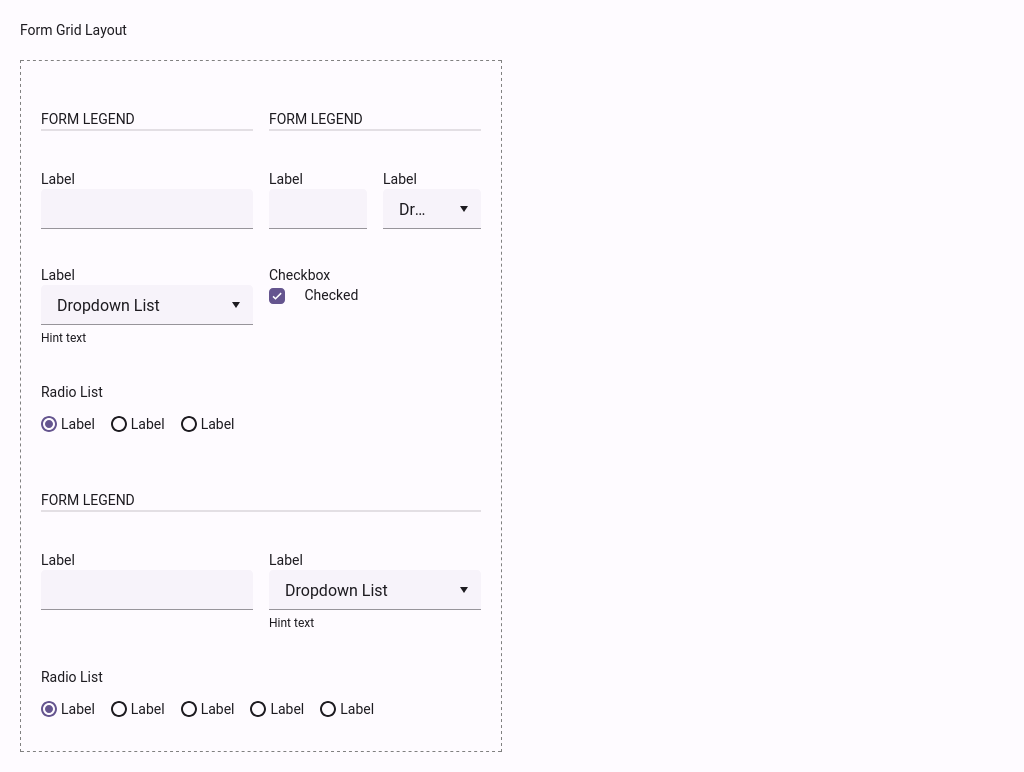 Form Grid Layout
FORM LEGEND FORM LEGEND
Label Label Label
Dr...
Label Checkbox
Dropdown List Checked
Hint text
Radio List
Label Label Label
FORM LEGEND
Label Label
Dropdown List
Hint text
Radio List
Label Label Label Label Label